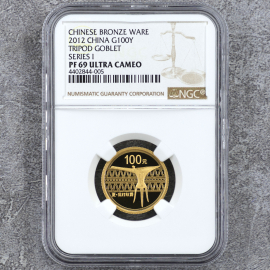 CHINESE BRONZE WARE
2012 CHINA G100Y
TRIPOD GOBLET
SERIES I
PF 69 ULTRA CAMEO
4402844-005
NUMISMATIC GUARANTY CORPORATION
NGC
100元